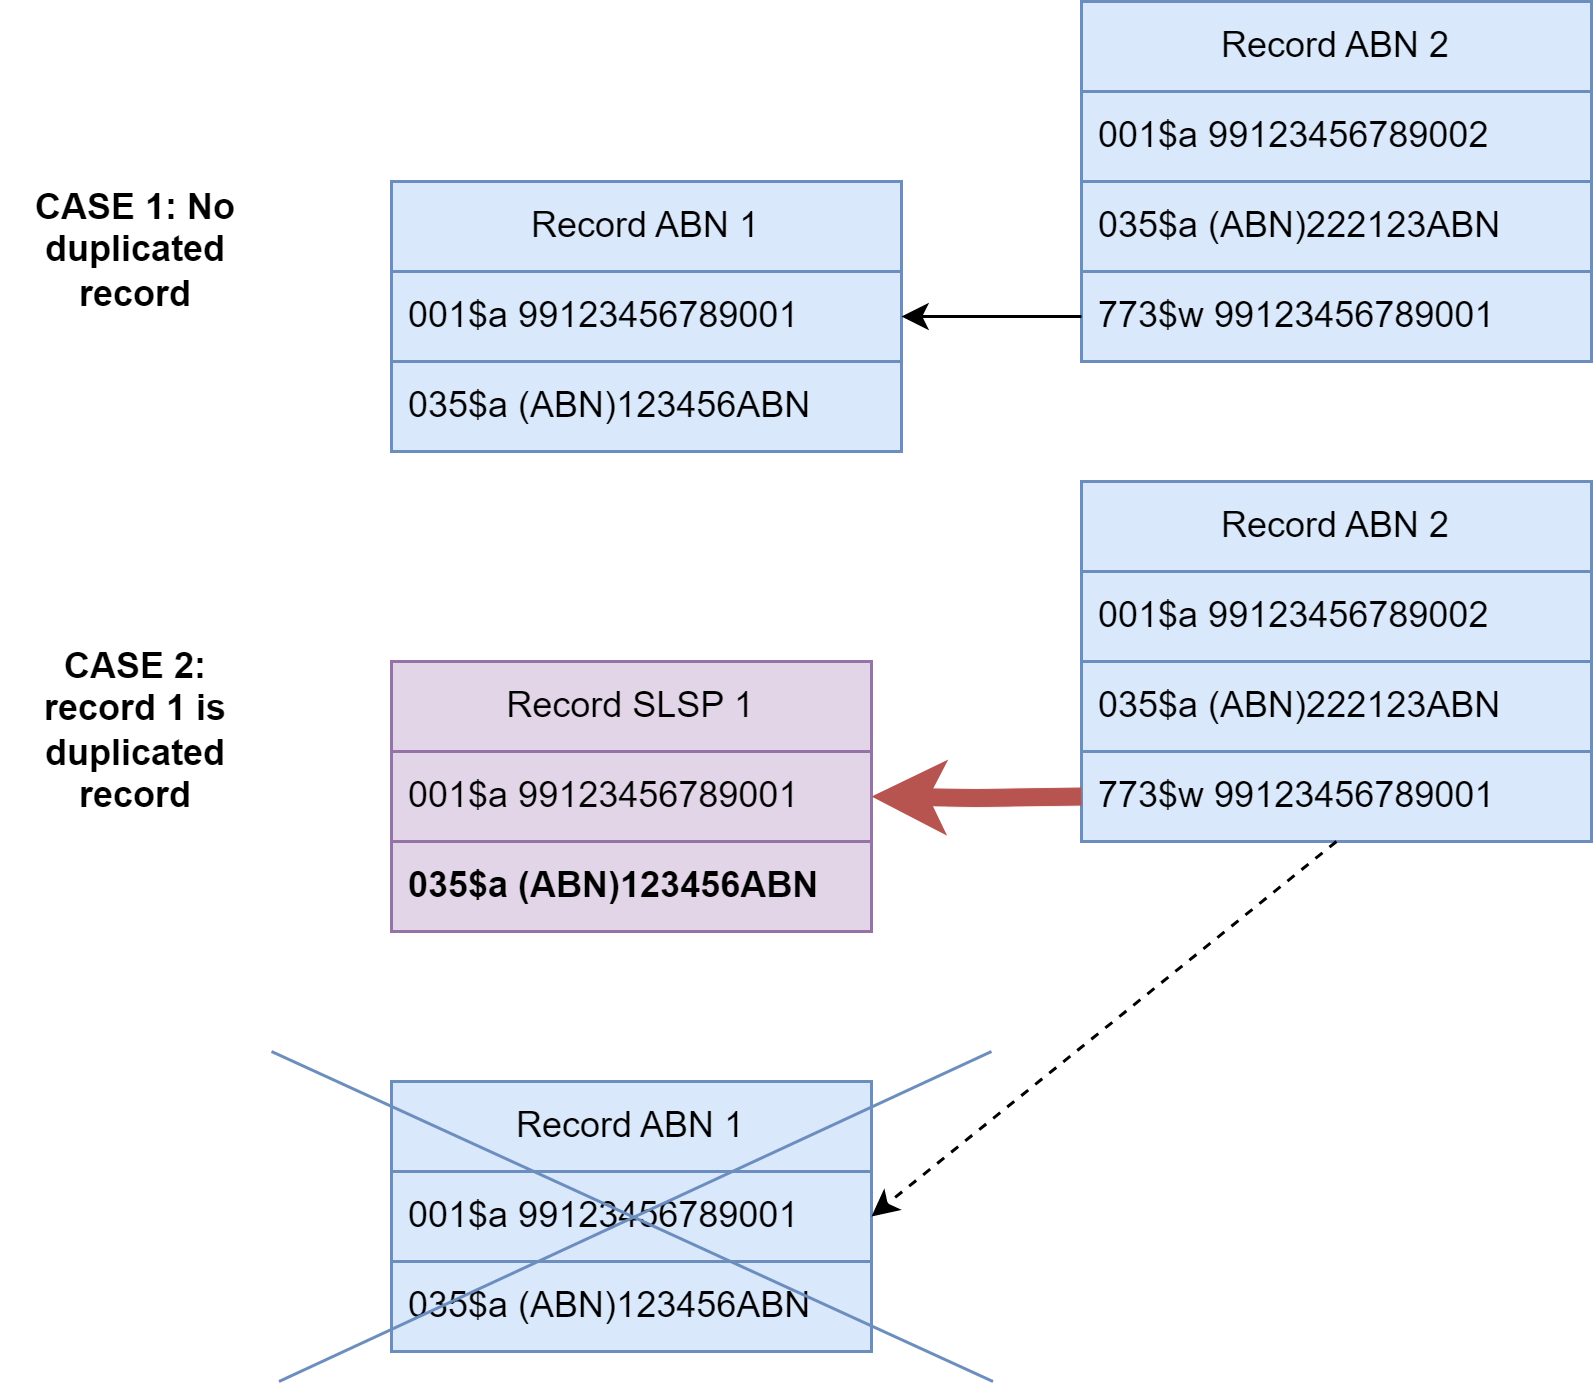 CASE 1: No
duplicated
record
Record ABN 1
001$a 99123456789001
035$a (ABN)123456ABN
Record ABN 2
001$a 99123456789002
035$a (ABN)222123ABN
773$w 99123456789001
CASE 2:
record 1 is
duplicated
record
Record SLSP 1
001$a 99123456789001
035$a (ABN)123456ABN
Record ABN 2
001$a 99123456789002
035$a (ABN)222123ABN
773$w 99123456789001
Record ABN 1
001$a 99123456789001
035$a (ABN)123456ABN